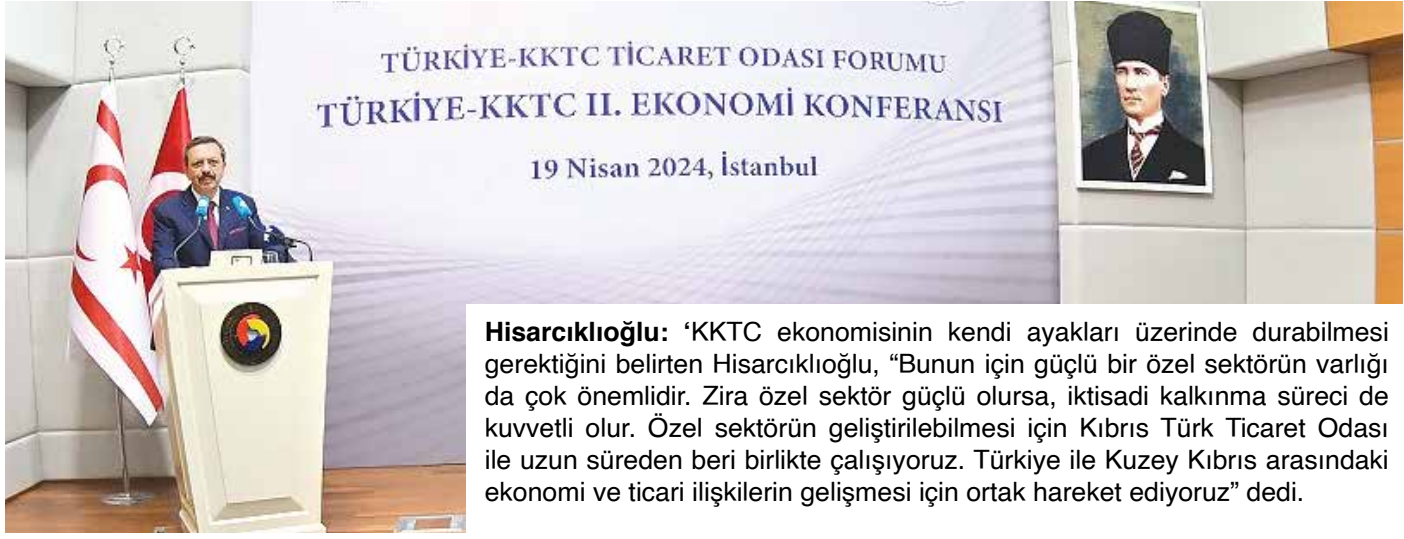 TÜRKİYE-KKTC TİCARET ODASI FORUMU
TÜRKİYE-KKTC II. EKONOMİ KONFERANSI
19 Nisan 2024, İstanbul
Hisarcıklıoğlu: ‘KKTC ekonomisinin kendi ayakları üzerinde durabilmesi
gerektiğini belirten Hisarcıklıoğlu, “Bunun için güçlü bir özel sektörün varlığı
da çok önemlidir. Zira özel sektör güçlü olursa, iktisadi kalkınma süreci de
kuvvetli olur. Özel sektörün geliştirilebilmesi için Kıbrıs Türk Ticaret Odası
ile uzun süreden beri birlikte çalışıyoruz. Türkiye ile Kuzey Kıbrıs arasındaki
ekonomi ve ticari ilişkilerin gelişmesi için ortak hareket ediyoruz” dedi.